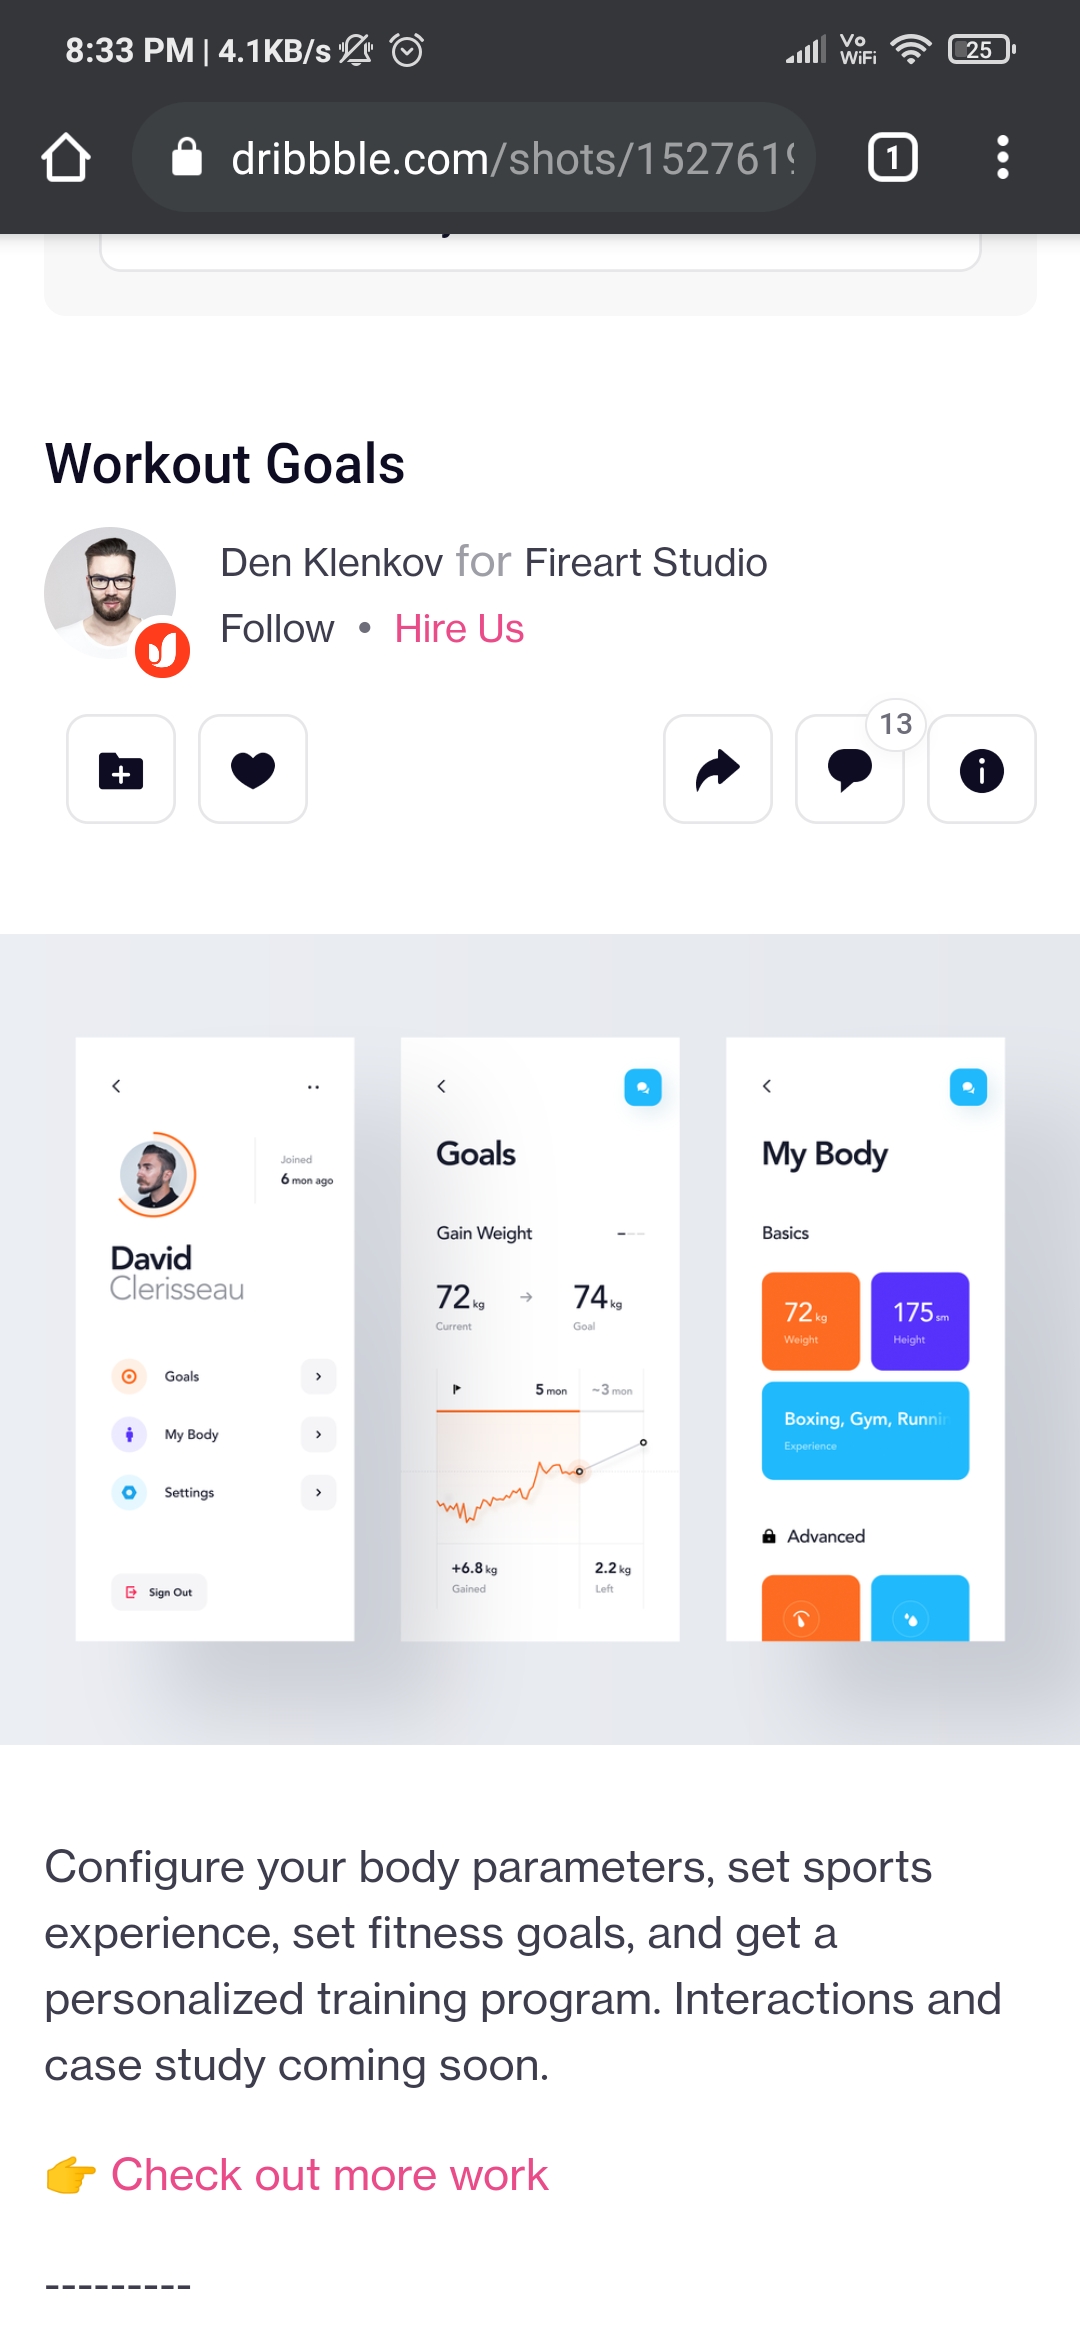 8:33 PM | 4.1KB/s
Vo
WiFi
25
dribbble.com/shots/1527619
1
Workout Goals
Den Klenkov for Fireart Studio
Follow • Hire Us
13
Joined
6 mon ago
David
Clerisseau
Goals
My Body
Settings
Sign Out
Goals
Gain Weight
72 kg → 74 kg
Current Goal
5 mon ~3 mon
+6.8 kg 2.2 kg
Gained Left
My Body
Basics
72 kg 175 sm
Weight Height
Boxing, Gym, Runnin
Experience
Advanced
Configure your body parameters, set sports
experience, set fitness goals, and get a
personalized training program. Interactions and
case study coming soon.
👉 Check out more work
---------